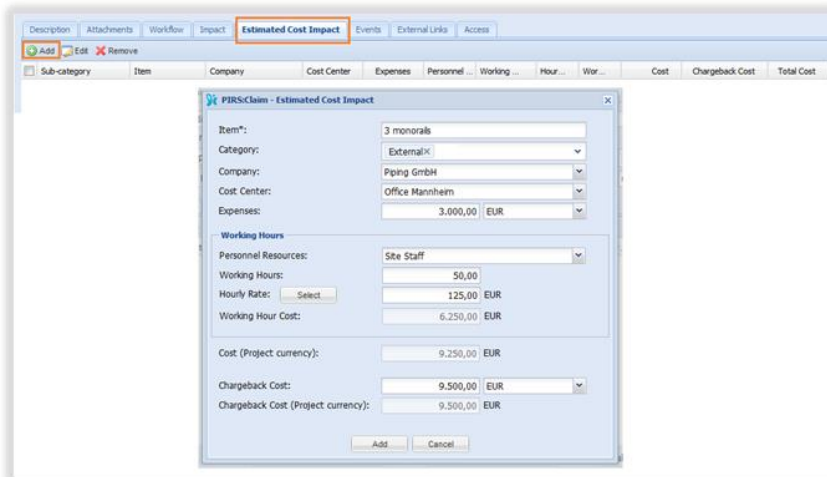 Description Attachments Workflow Impact Estimated Cost Impact Events External Links Access
Add Edit Remove
Sub-category Item Company Cost Center Expenses Personnel ... Working ... Hour... Wor... Cost Chargeback Cost Total Cost
PIRS:Claim - Estimated Cost Impact
Item*: 3 monorails
Category: External
Company: Piping GmbH
Cost Center: Office Mannheim
Expenses: 3.000,00 EUR
Working Hours
Personnel Resources: Site Staff
Working Hours: 50,00
Hourly Rate: Select 125,00 EUR
Working Hour Cost: 6.250,00 EUR
Cost (Project currency): 9.250,00 EUR
Chargeback Cost: 9.500,00 EUR
Chargeback Cost (Project currency): 9.500,00 EUR
Add Cancel